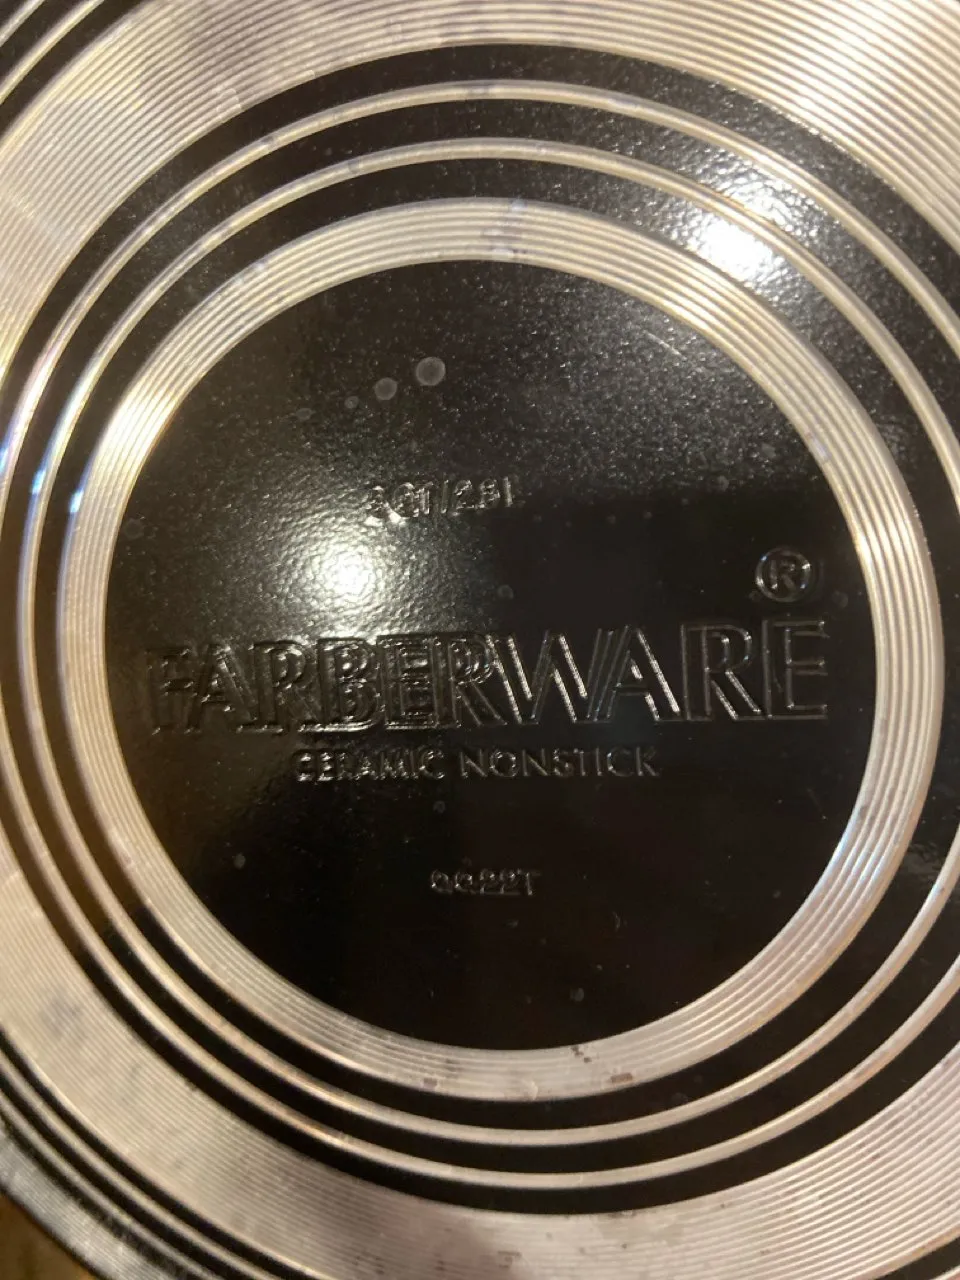 3QT/2.8L
®
FARBERWARE
CERAMIC NONSTICK